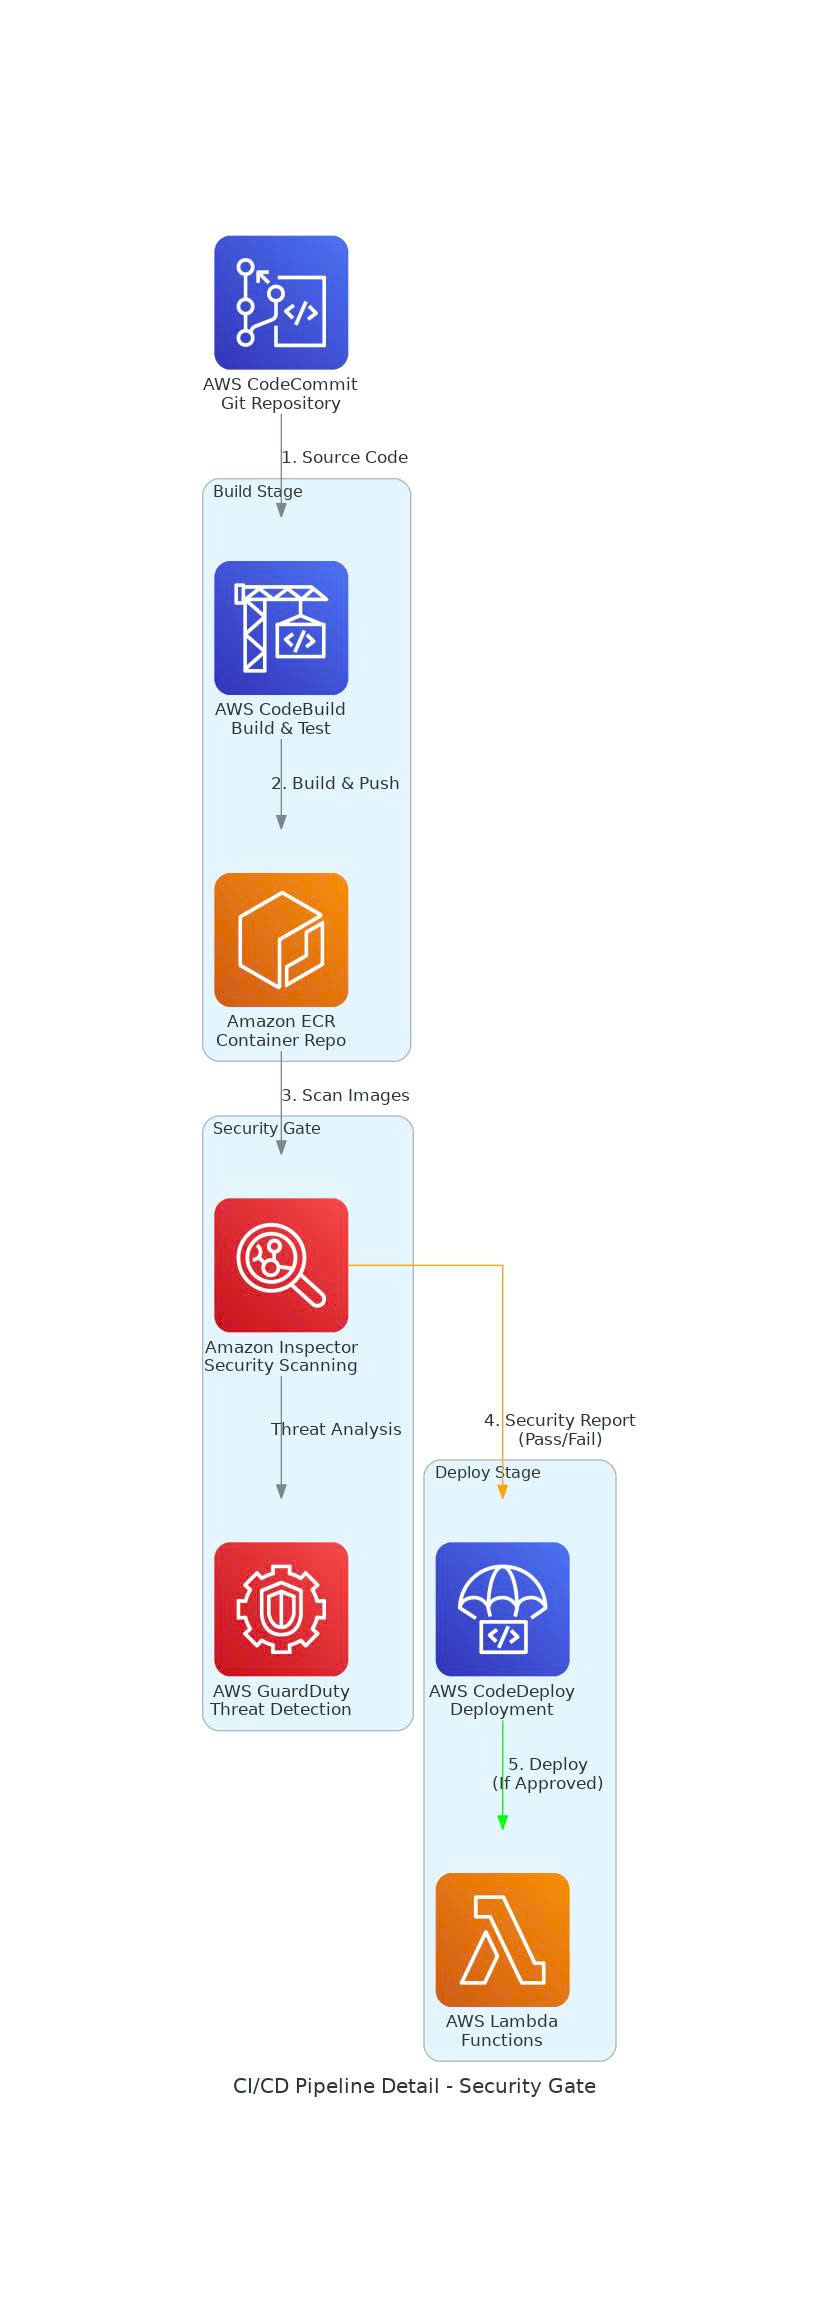 AWS CodeCommit
Git Repository
1. Source Code
Build Stage
AWS CodeBuild
Build & Test
2. Build & Push
Amazon ECR
Container Repo
3. Scan Images
Security Gate
Amazon Inspector
Security Scanning
Threat Analysis
4. Security Report
(Pass/Fail)
Deploy Stage
AWS GuardDuty
Threat Detection
AWS CodeDeploy
Deployment
5. Deploy
(If Approved)
AWS Lambda
Functions
CI/CD Pipeline Detail - Security Gate